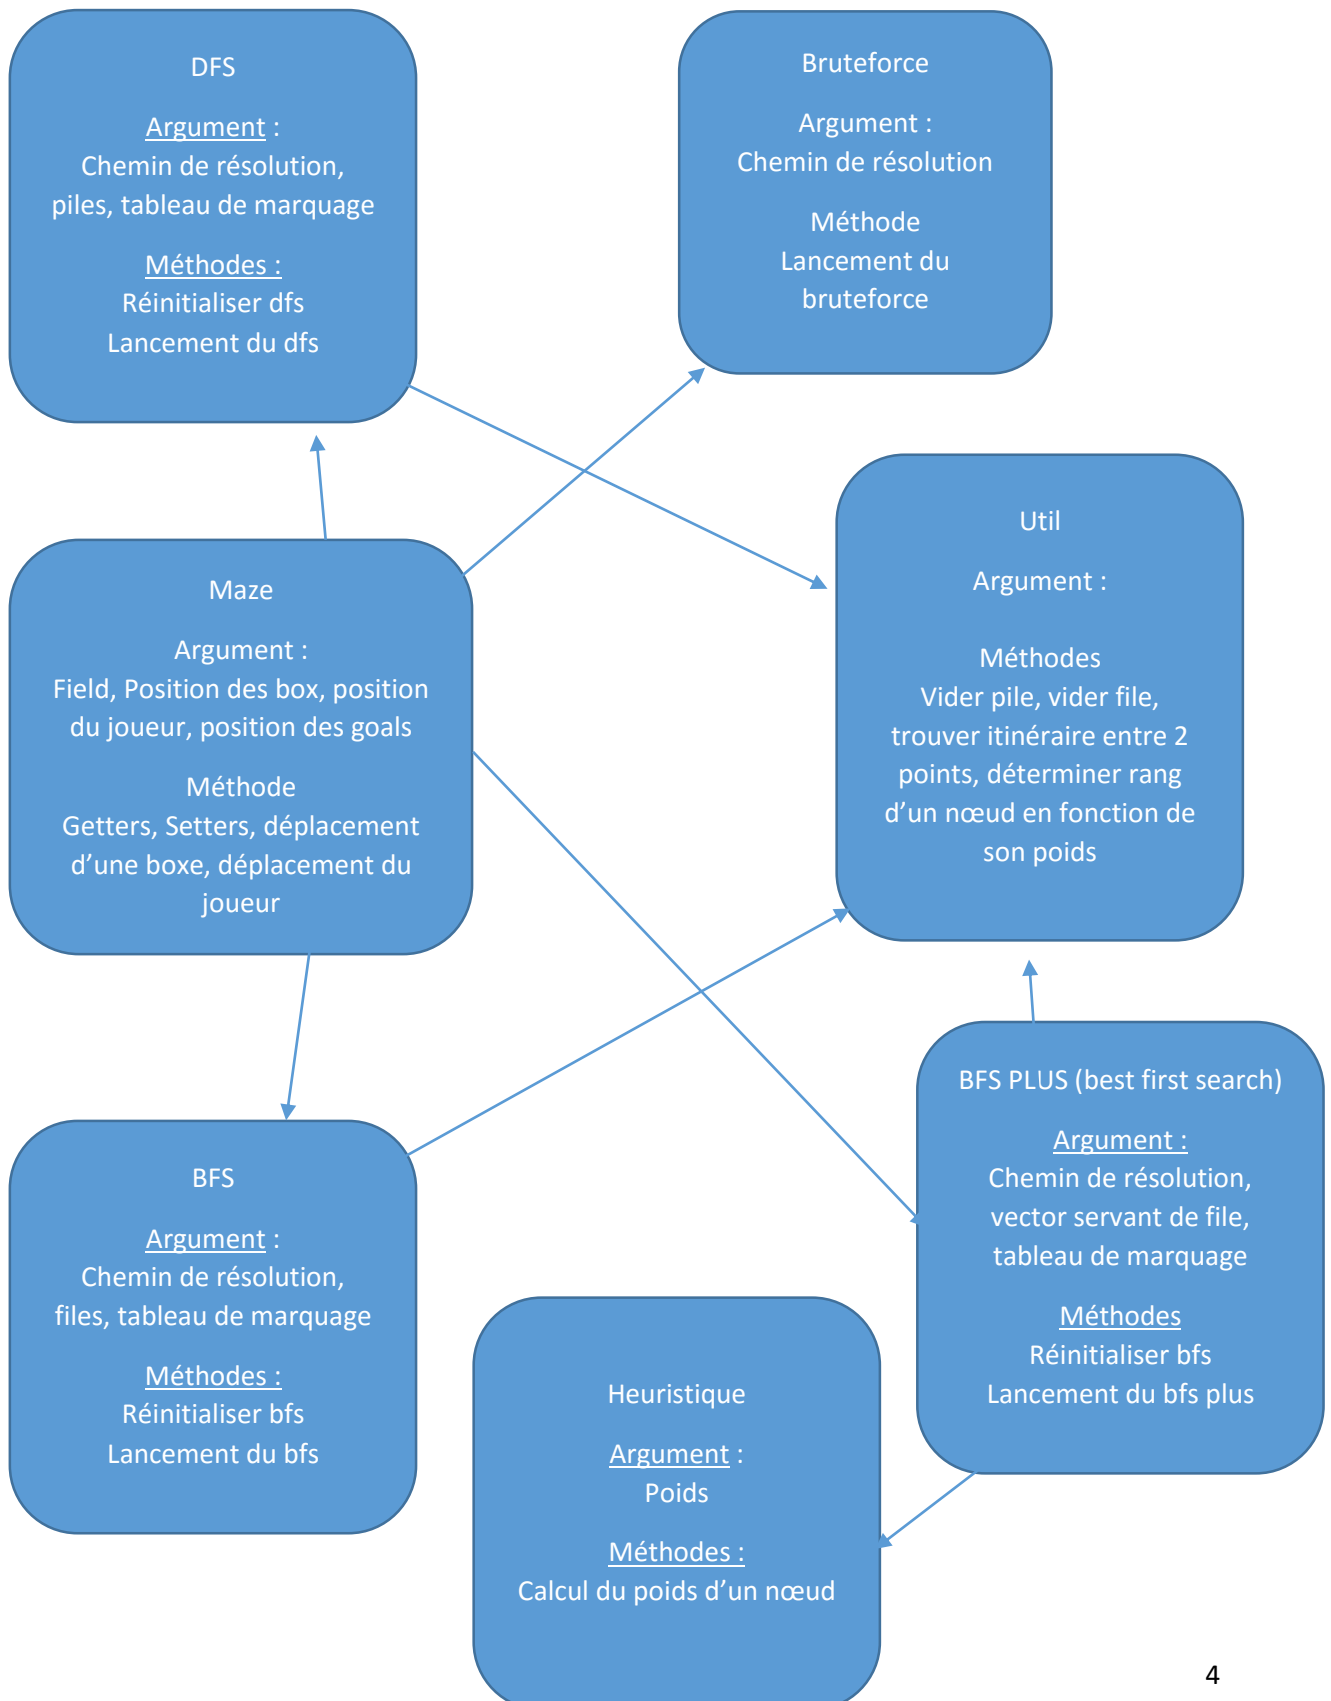 DFS
Argument :
Chemin de résolution,
piles, tableau de marquage
Méthodes :
Réinitialiser dfs
Lancement du dfs
Bruteforce
Argument :
Chemin de résolution
Méthode
Lancement du
bruteforce
Util
Argument :
Méthodes
Vider pile, vider file,
trouver itinéraire entre 2
points, déterminer rang
d’un nœud en fonction de
son poids
Maze
Argument :
Field, Position des box, position
du joueur, position des goals
Méthode
Getters, Setters, déplacement
d’une boxe, déplacement du
joueur
BFS PLUS (best first search)
Argument :
Chemin de résolution,
vector servant de file,
tableau de marquage
Méthodes
Réinitialiser bfs
Lancement du bfs plus
BFS
Argument :
Chemin de résolution,
files, tableau de marquage
Méthodes :
Réinitialiser bfs
Lancement du bfs
Heuristique
Argument :
Poids
Méthodes :
Calcul du poids d’un nœud
4